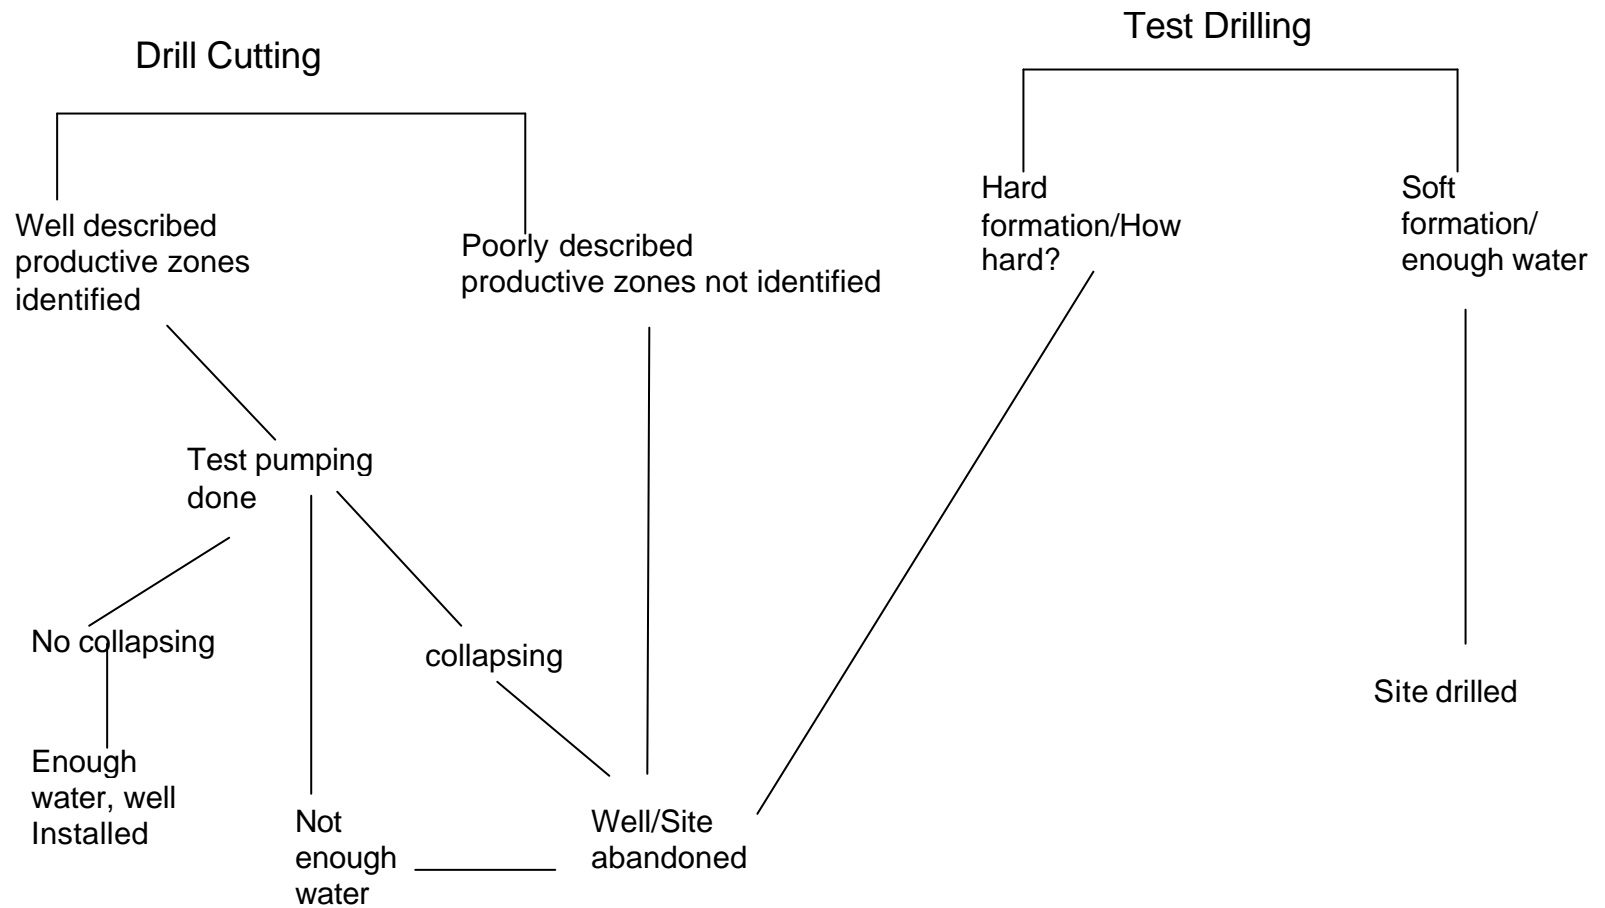 Drill Cutting
Test Drilling
Well described
productive zones
identified
Poorly described
productive zones not identified
Hard
formation/How
hard?
Soft
formation/
enough water
Test pumping
done
No collapsing
collapsing
Site drilled
Enough
water, well
Installed
Not
enough
water
Well/Site
abandoned